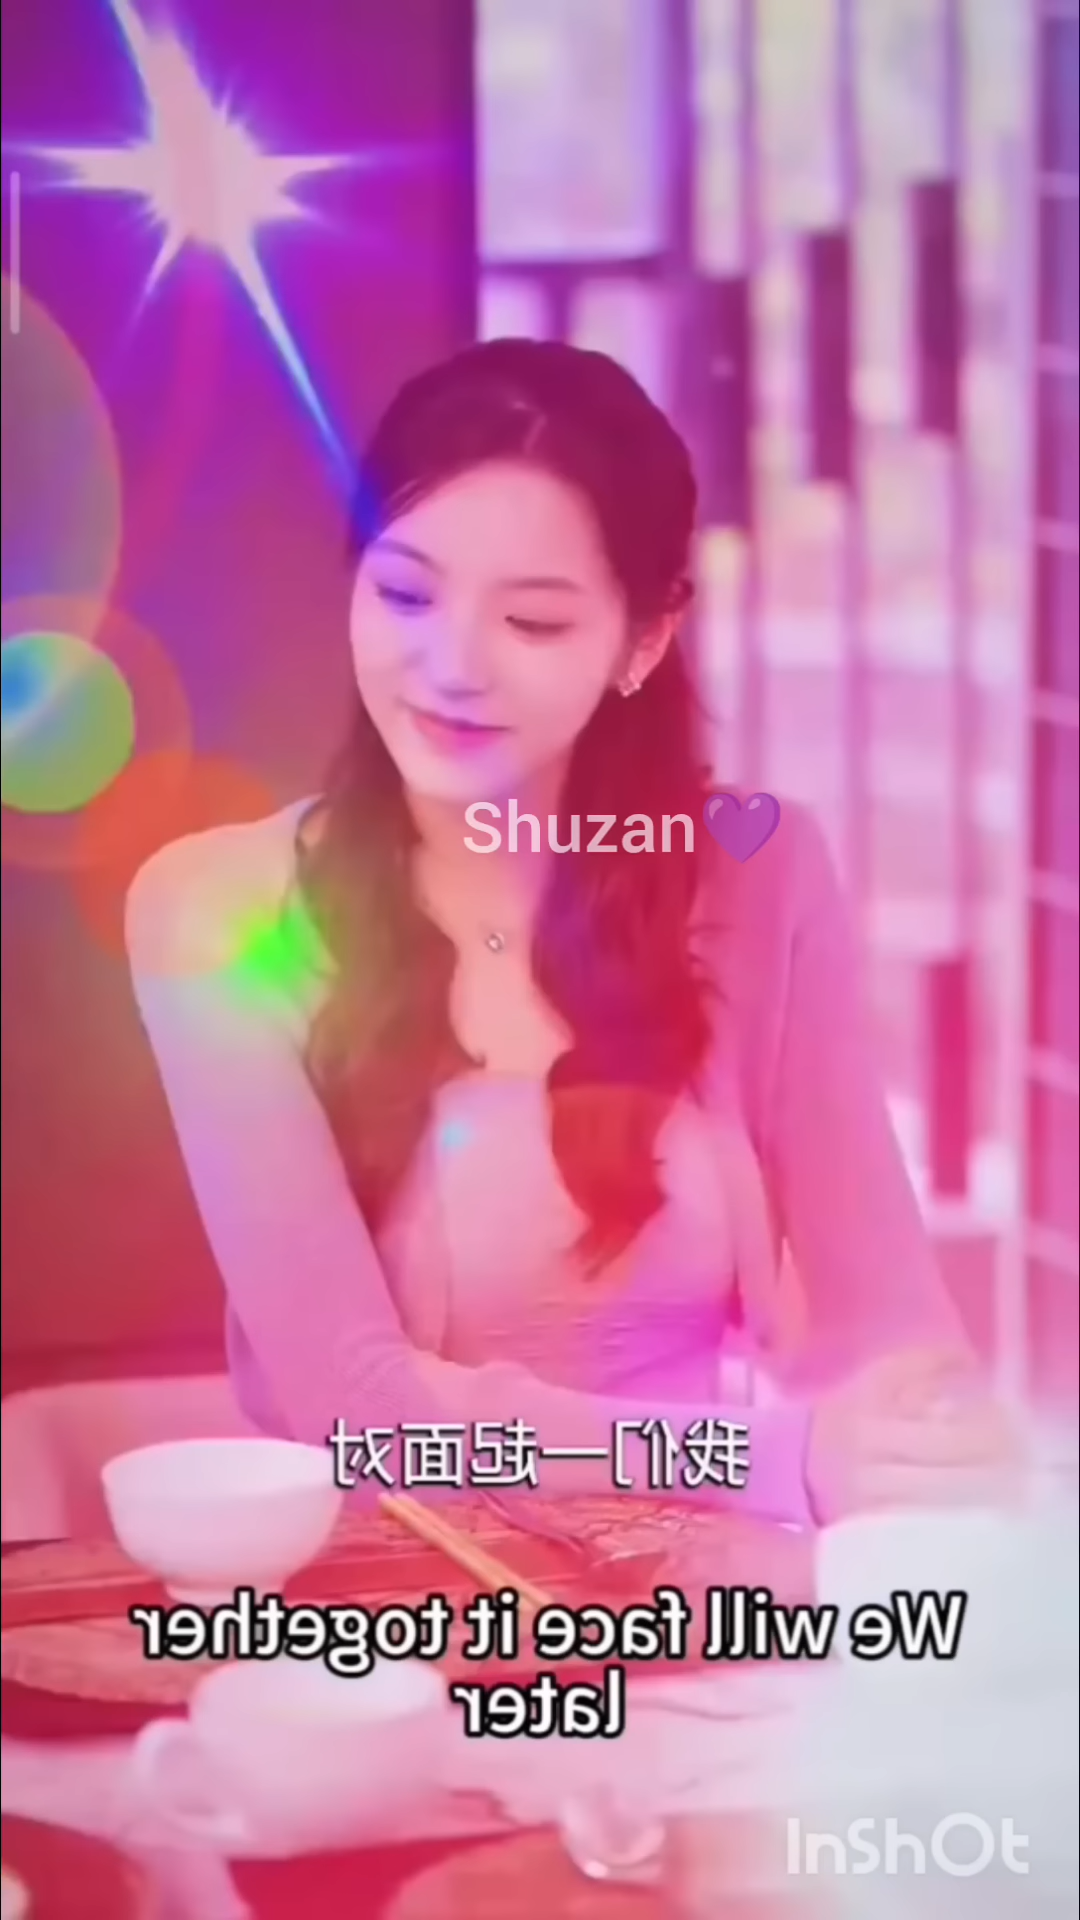 Shuzan💜
我们一起面对
We will face it together
later
InShOt